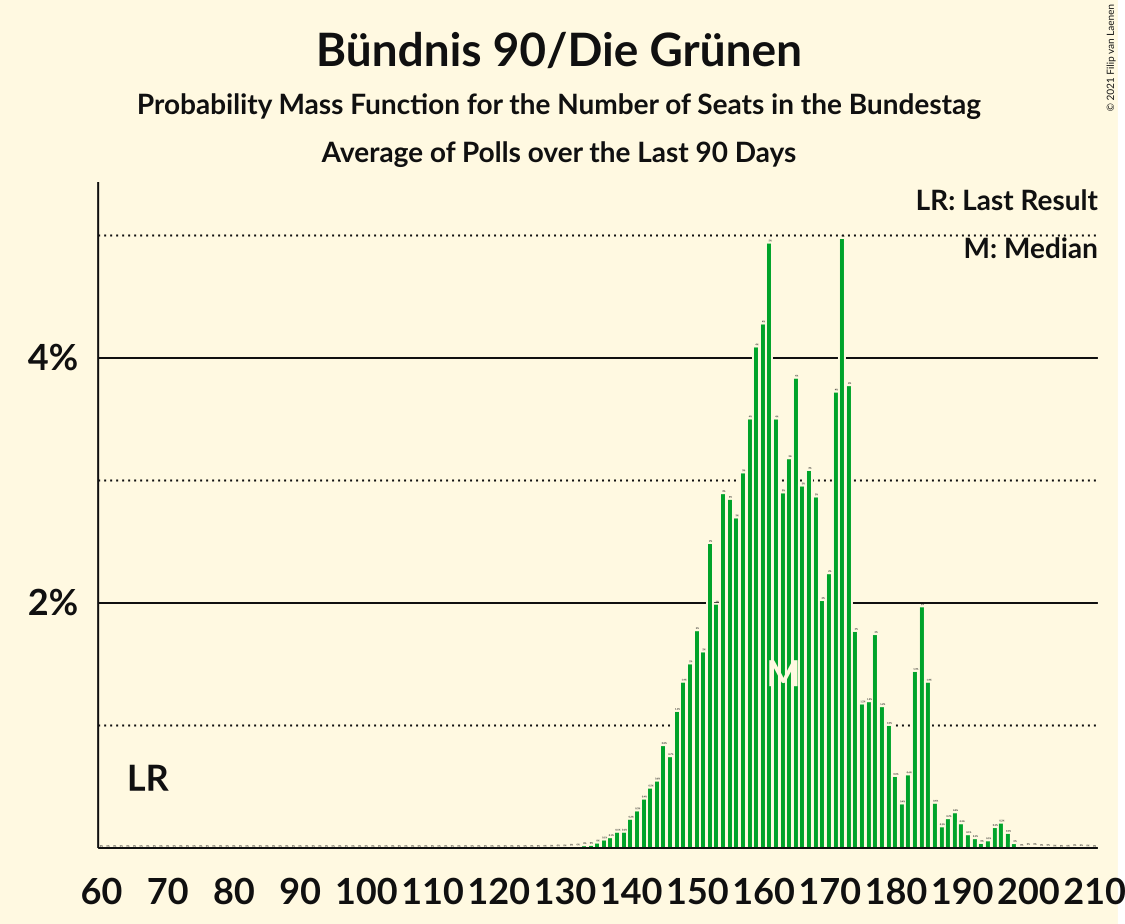 Bündnis 90/Die Grünen
Probability Mass Function for the Number of Seats in the Bundestag
Average of Polls over the Last 90 Days
© 2021 Filip van Laenen
LR: Last Result
M: Median
4%
2%
M
LR
60 70 80 90 100 110 120 130 140 150 160 170 180 190 200 210